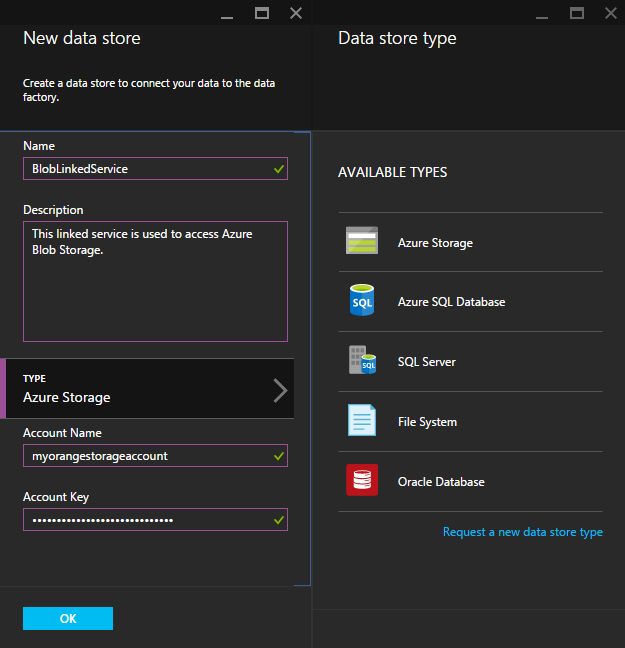 New data store
Create a data store to connect your data to the data
factory.
Name
BlobLinkedService
Description
This linked service is used to access Azure
Blob Storage.
TYPE
Azure Storage
Account Name
myorangestorageaccount
Account Key
•••••••••••••••••••••••••••••
OK
Data store type
AVAILABLE TYPES
Azure Storage
SQL
Azure SQL Database
SQL
SQL Server
File System
Oracle Database
Request a new data store type